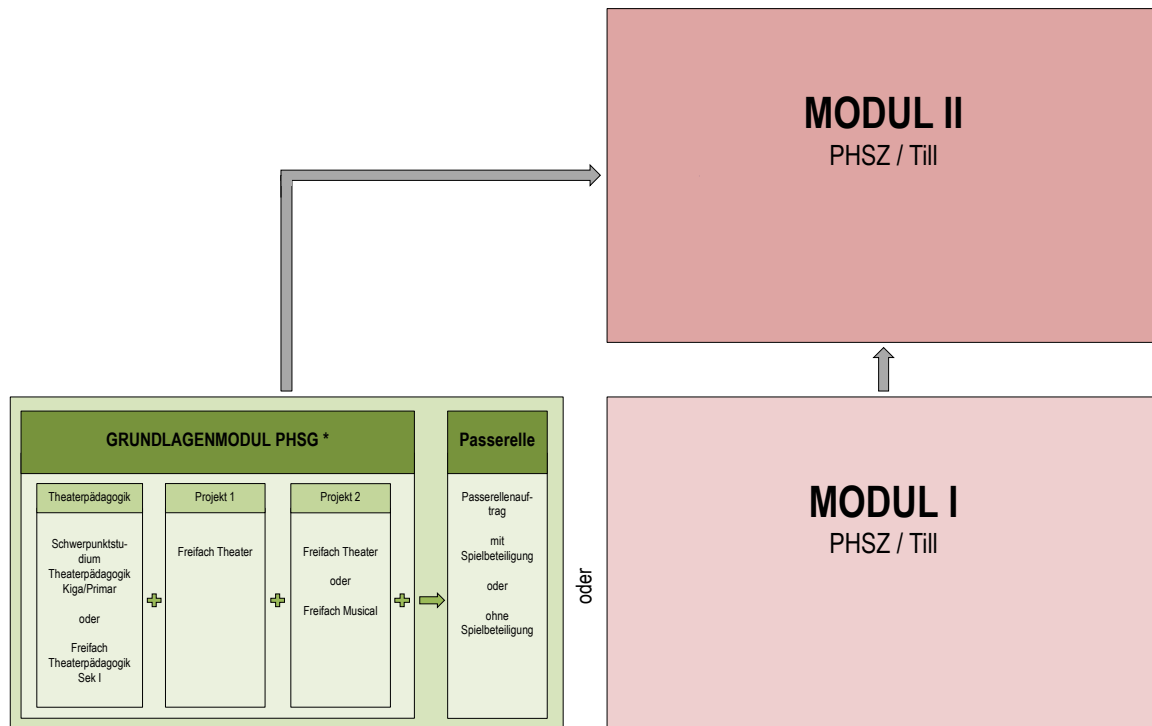 MODUL II
PHSZ / Till
GRUNDLAGENMODUL PHSG *
Theaterpädagogik
Schwerpunktstu-
dium
Theaterpädagogik
Kiga/Primar
oder
Freifach
Theaterpädagogik
Sek I
Projekt 1
Freifach Theater
Projekt 2
Freifach Theater
oder
Freifach Musical
Passerelle
Passerellenauf-
trag
mit
Spielbeteiligung
oder
ohne
Spielbeteiligung
oder
MODUL I
PHSZ / Till